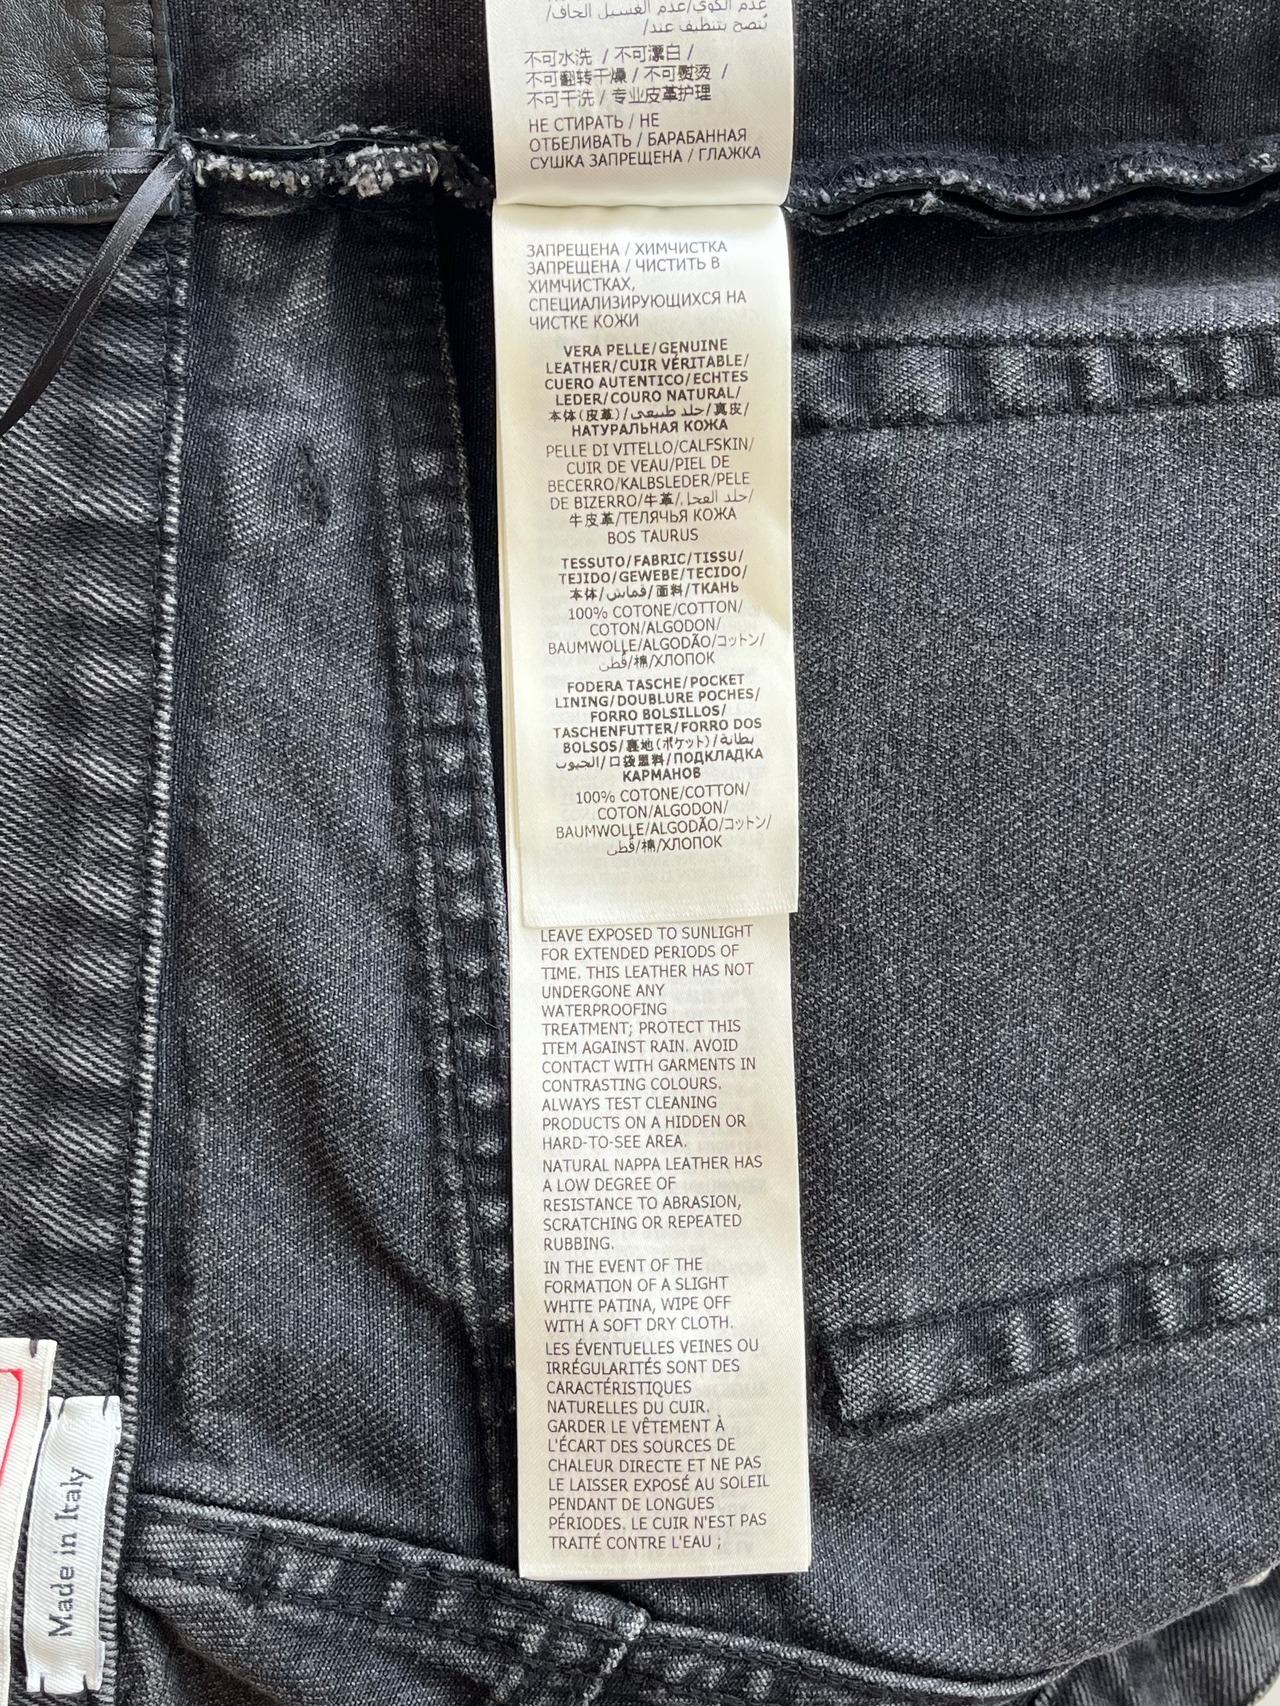 عدم الكوي/عدم الغسيل الجاف/
يُنصح بتنظيف عند/
不可水洗 / 不可漂白 /
不可翻转干燥 / 不可熨烫 /
不可干洗 / 专业皮革护理
НЕ СТИРАТЬ / НЕ
ОТБЕЛИВАТЬ / БАРАБАННАЯ
СУШКА ЗАПРЕЩЕНА / ГЛАЖКА
ЗАПРЕЩЕНА / ХИМЧИСТКА
ЗАПРЕЩЕНА / ЧИСТИТЬ В
ХИМЧИСТКАХ,
СПЕЦИАЛИЗИРУЮЩИХСЯ НА
ЧИСТКЕ КОЖИ
VERA PELLE/GENUINE
LEATHER/CUIR VÉRITABLE/
CUERO AUTENTICO/ECHTES
LEDER/COURO NATURAL/
本体(皮革)/جلد طبيعي/真皮/
НАТУРАЛЬНАЯ КОЖА
PELLE DI VITELLO/CALFSKIN/
CUIR DE VEAU/PIEL DE
BECERRO/KALBSLEDER/PELE
DE BIZERRO/牛革/جلد العجل/
牛皮革/ТЕЛЯЧЬЯ КОЖА
BOS TAURUS
TESSUTO/FABRIC/TISSU/
TEJIDO/GEWEBE/TECIDO/
本体/قماش/面料/ТКАНЬ
100% COTONE/COTTON/
COTON/ALGODON/
BAUMWOLLE/ALGODÃO/コットン/
قُطن/棉/ХЛОПОК
FODERA TASCHE/POCKET
LINING/DOUBLURE POCHES/
FORRO BOLSILLOS/
TASCHENFUTTER/FORRO DOS
BOLSOS/裏地(ポケット)/بطانة
الجيوب/口袋里料/ПОДКЛАДКА
КАРМАНОВ
100% COTONE/COTTON/
COTON/ALGODON/
BAUMWOLLE/ALGODÃO/コットン/
قُطن/棉/ХЛОПОК
LEAVE EXPOSED TO SUNLIGHT
FOR EXTENDED PERIODS OF
TIME. THIS LEATHER HAS NOT
UNDERGONE ANY
WATERPROOFING
TREATMENT; PROTECT THIS
ITEM AGAINST RAIN. AVOID
CONTACT WITH GARMENTS IN
CONTRASTING COLOURS.
ALWAYS TEST CLEANING
PRODUCTS ON A HIDDEN OR
HARD-TO-SEE AREA.
NATURAL NAPPA LEATHER HAS
A LOW DEGREE OF
RESISTANCE TO ABRASION,
SCRATCHING OR REPEATED
RUBBING.
IN THE EVENT OF THE
FORMATION OF A SLIGHT
WHITE PATINA, WIPE OFF
WITH A SOFT DRY CLOTH.
LES ÉVENTUELLES VEINES OU
IRRÉGULARITÉS SONT DES
CARACTÉRISTIQUES
NATURELLES DU CUIR.
GARDER LE VÊTEMENT À
L'ÉCART DES SOURCES DE
CHALEUR DIRECTE ET NE PAS
LE LAISSER EXPOSÉ AU SOLEIL
PENDANT DE LONGUES
PÉRIODES. LE CUIR N'EST PAS
TRAITÉ CONTRE L'EAU ;
Made in Italy